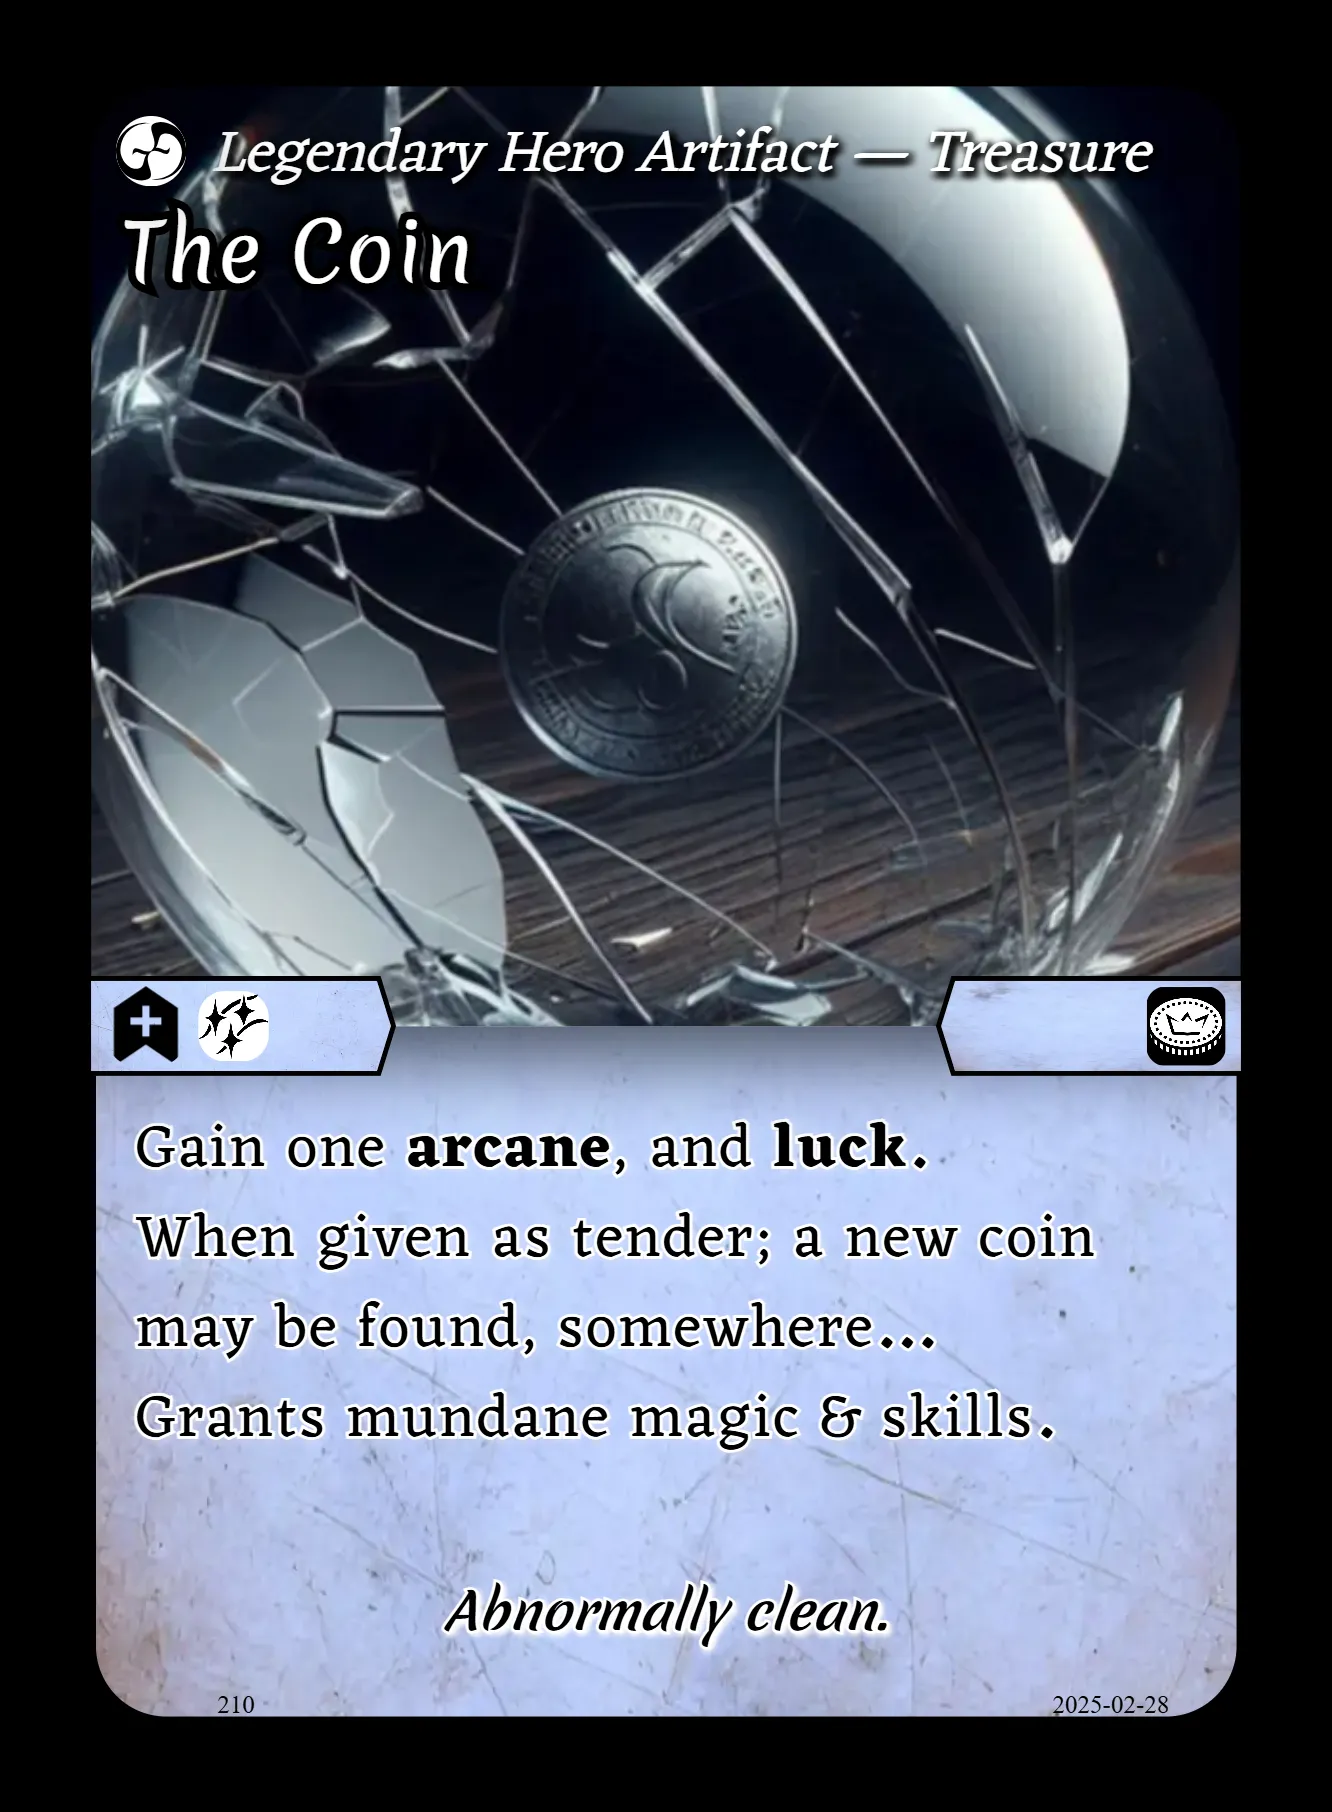 Legendary Hero Artifact — Treasure
The Coin
Gain one arcane, and luck.
When given as tender; a new coin
may be found, somewhere...
Grants mundane magic & skills.
Abnormally clean.
210
2025-02-28